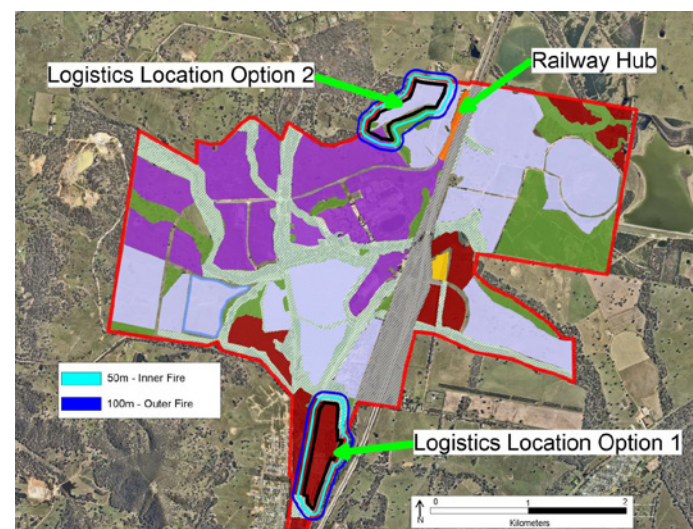 Railway Hub
Logistics Location Option 2
50m - Inner Fire
100m - Outer Fire
Logistics Location Option 1
N
0 1 2
Kilometers